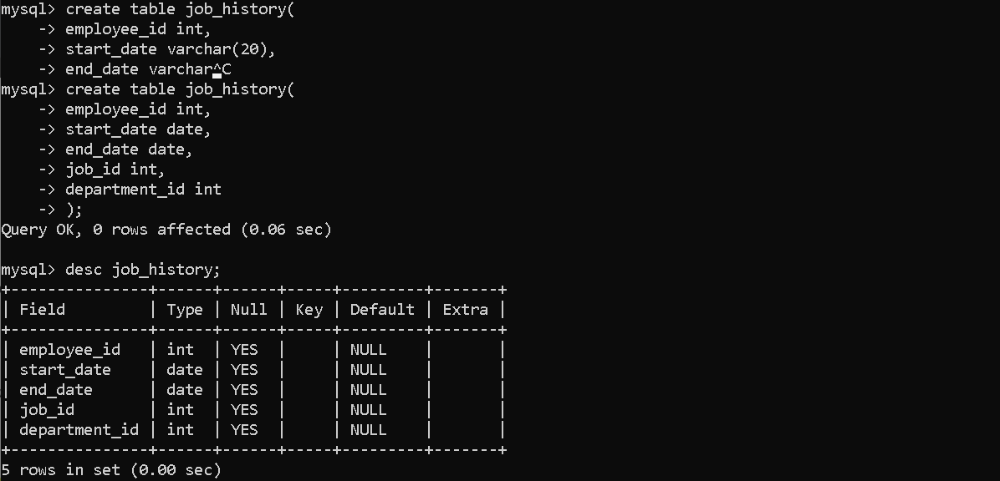 mysql> create table job_history(
    -> employee_id int,
    -> start_date varchar(20),
    -> end_date varchar^C
mysql> create table job_history(
    -> employee_id int,
    -> start_date date,
    -> end_date date,
    -> job_id int,
    -> department_id int
    -> );
Query OK, 0 rows affected (0.06 sec)

mysql> desc job_history;
+---------------+------+------+-----+---------+-------+
| Field         | Type | Null | Key | Default | Extra |
+---------------+------+------+-----+---------+-------+
| employee_id   | int  | YES  |     | NULL    |       |
| start_date    | date | YES  |     | NULL    |       |
| end_date      | date | YES  |     | NULL    |       |
| job_id        | int  | YES  |     | NULL    |       |
| department_id | int  | YES  |     | NULL    |       |
+---------------+------+------+-----+---------+-------+
5 rows in set (0.00 sec)